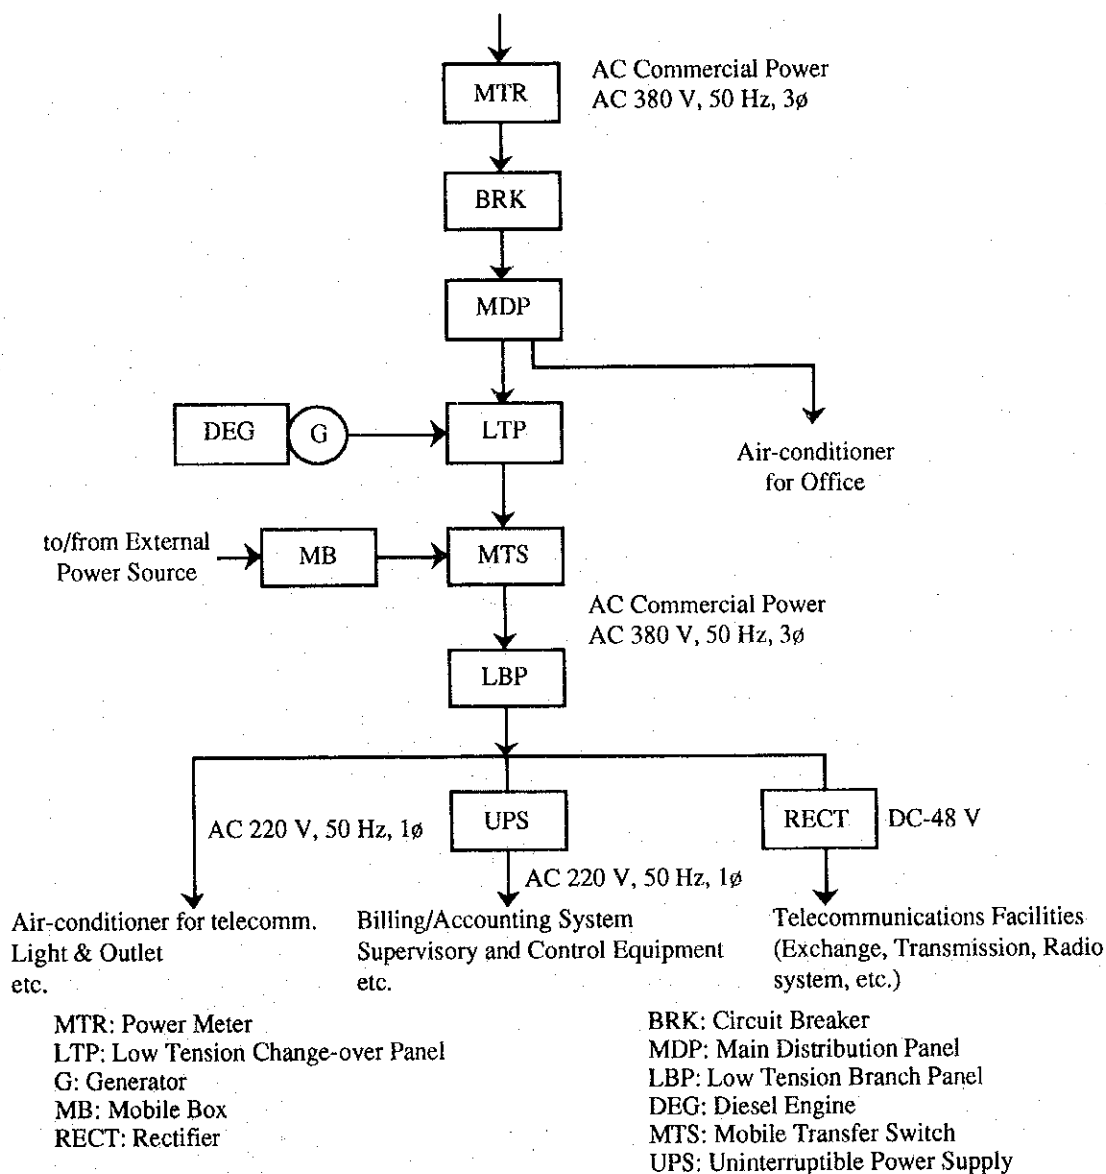 AC Commercial Power
AC 380 V, 50 Hz, 3ø
MTR
BRK
MDP
DEG
G
LTP
Air-conditioner
for Office
to/from External
Power Source
MB
MTS
AC Commercial Power
AC 380 V, 50 Hz, 3ø
LBP
AC 220 V, 50 Hz, 1ø
UPS
RECT
DC-48 V
AC 220 V, 50 Hz, 1ø
Air-conditioner for telecomm.
Light & Outlet
etc.
Billing/Accounting System
Supervisory and Control Equipment
etc.
Telecommunications Facilities
(Exchange, Transmission, Radio
system, etc.)
MTR: Power Meter
LTP: Low Tension Change-over Panel
G: Generator
MB: Mobile Box
RECT: Rectifier
BRK: Circuit Breaker
MDP: Main Distribution Panel
LBP: Low Tension Branch Panel
DEG: Diesel Engine
MTS: Mobile Transfer Switch
UPS: Uninterruptible Power Supply